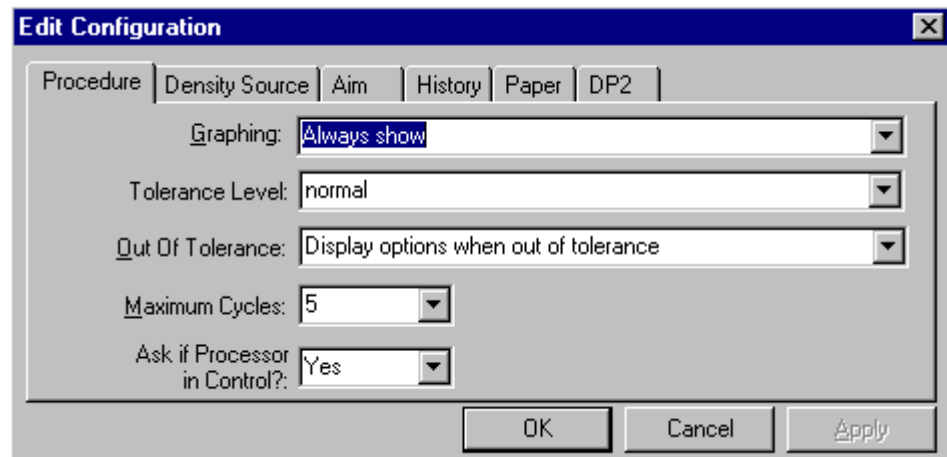 Edit Configuration
Procedure Density Source Aim History Paper DP2
Graphing: Always show
Tolerance Level: normal
Out Of Tolerance: Display options when out of tolerance
Maximum Cycles: 5
Ask if Processor
in Control?: Yes
OK Cancel Apply